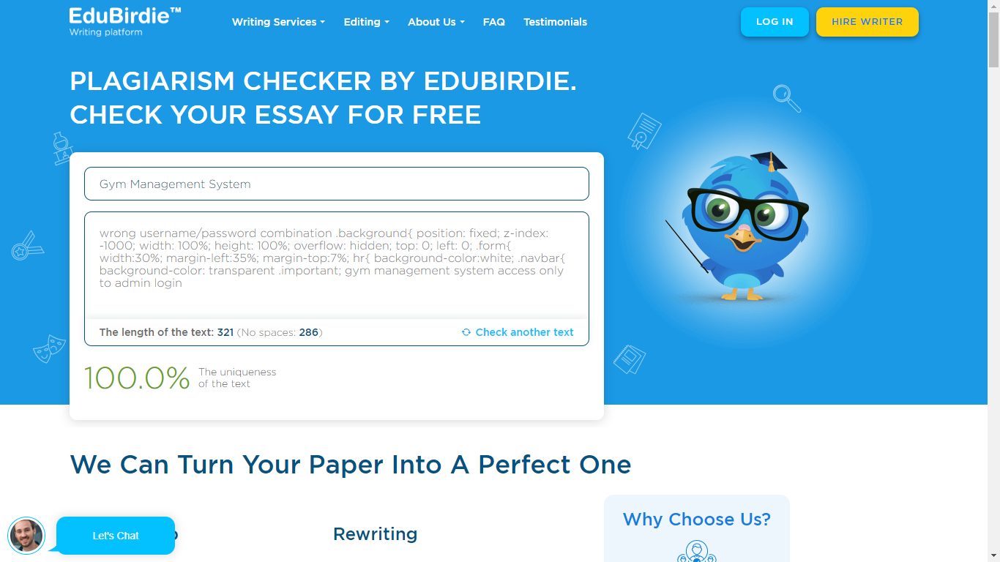 EduBirdie™
Writing platform
Writing Services
Editing
About Us
FAQ
Testimonials
LOG IN
HIRE WRITER
PLAGIARISM CHECKER BY EDUBIRDIE.
CHECK YOUR ESSAY FOR FREE
Gym Management System
wrong username/password combination .background{ position: fixed; z-index:
-1000; width: 100%; height: 100%; overflow: hidden; top: 0; left: 0; .form{
width:30%; margin-left:35%; margin-top:7%; hr{ background-color:white; .navbar{
background-color: transparent .important; gym management system access only
to admin login
The length of the text: 321 (No spaces: 286)
Check another text
100.0%
The uniqueness
of the text
We Can Turn Your Paper Into A Perfect One
Why Choose Us?
Rewriting
Let's Chat